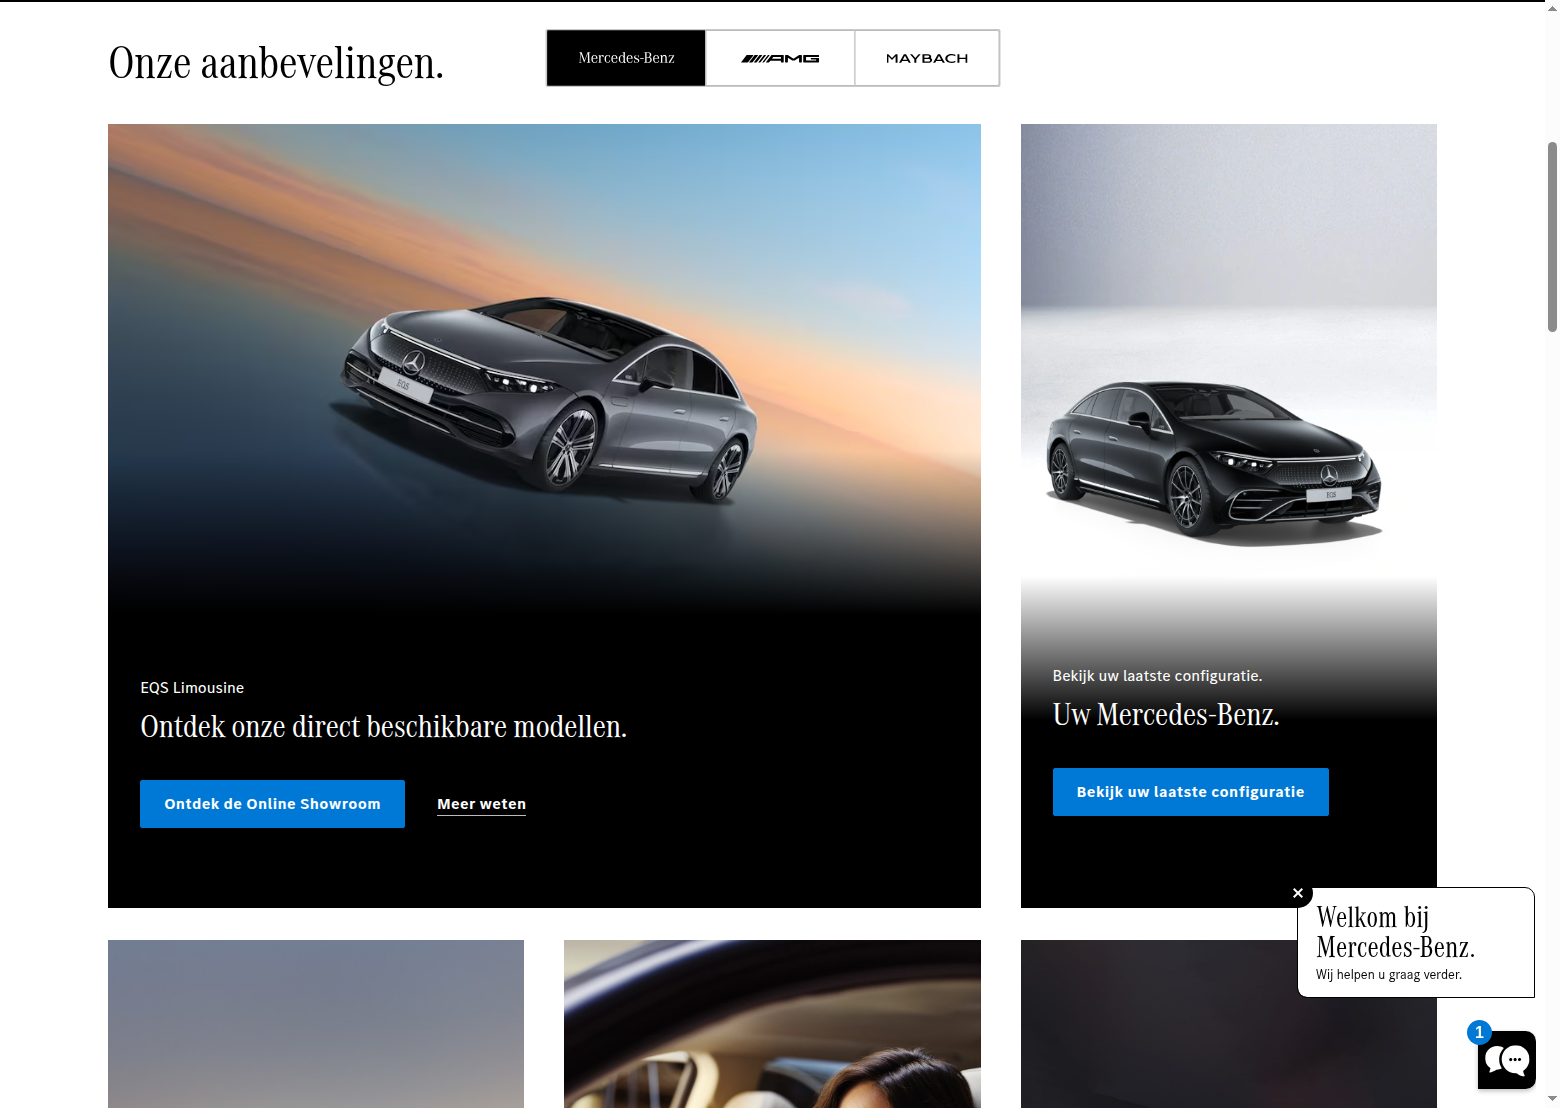 Onze aanbevelingen.
Mercedes-Benz
AMG
MAYBACH
EQS
EQS
EQS Limousine
Ontdek onze direct beschikbare modellen.
Ontdek de Online Showroom
Meer weten
Bekijk uw laatste configuratie.
Uw Mercedes-Benz.
Bekijk uw laatste configuratie
Welkom bij
Mercedes-Benz.
Wij helpen u graag verder.
1